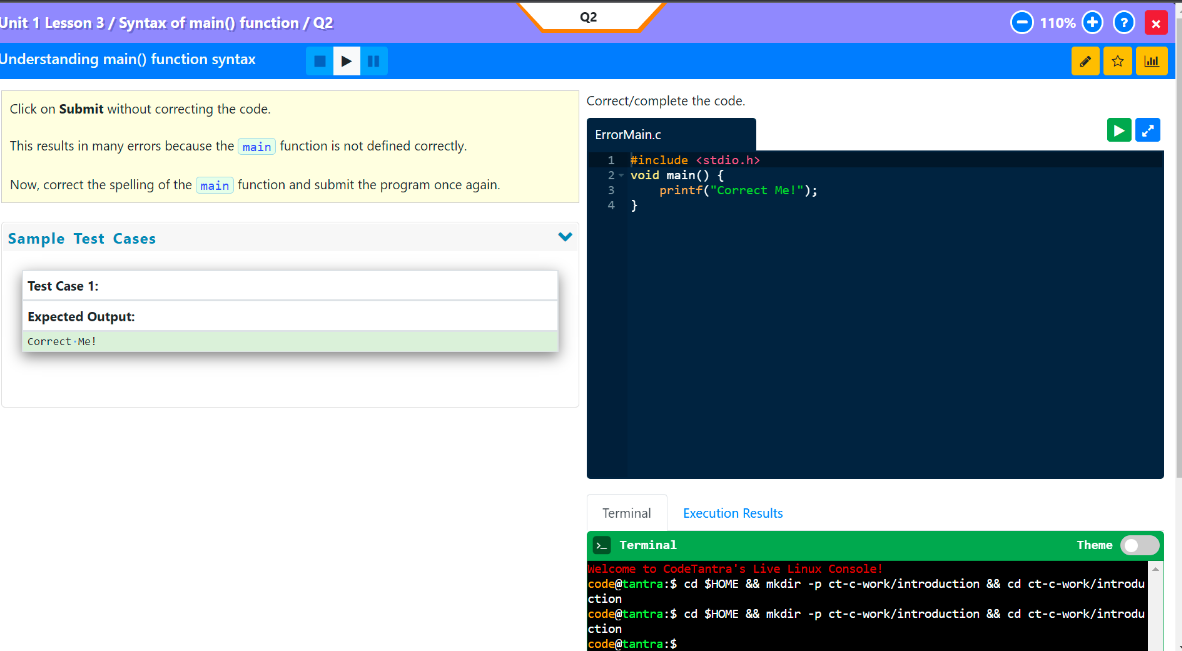 Unit 1 Lesson 3 / Syntax of main() function / Q2
Q2
110%
?
Understanding main() function syntax
Click on Submit without correcting the code.
This results in many errors because the main function is not defined correctly.
Now, correct the spelling of the main function and submit the program once again.
Sample Test Cases
Test Case 1:
Expected Output:
Correct·Me!
Correct/complete the code.
ErrorMain.c
1 #include <stdio.h>
2 void main() {
3 printf("Correct Me!");
4 }
Terminal Execution Results
>_ Terminal Theme
Welcome to CodeTantra's Live Linux Console!
code@tantra:$ cd $HOME && mkdir -p ct-c-work/introduction && cd ct-c-work/introdu
ction
code@tantra:$ cd $HOME && mkdir -p ct-c-work/introduction && cd ct-c-work/introdu
ction
code@tantra:$